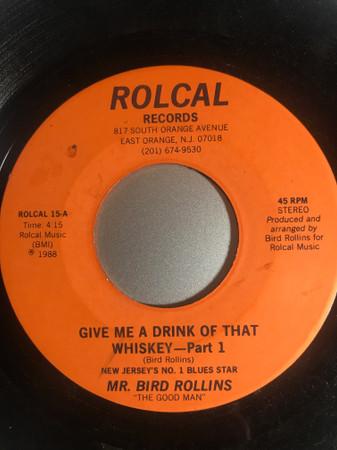 ROLCAL
RECORDS
817 SOUTH ORANGE AVENUE
EAST ORANGE, N.J. 07018
(201) 674-9530
ROLCAL 15-A
Time: 4:15
Rolcal Music
(BMI)
℗ 1988
45 RPM
STEREO
Produced and
arranged by
Bird Rollins for
Rolcal Music
GIVE ME A DRINK OF THAT
WHISKEY—Part 1
(Bird Rollins)
NEW JERSEY'S NO. 1 BLUES STAR
MR. BIRD ROLLINS
"THE GOOD MAN"